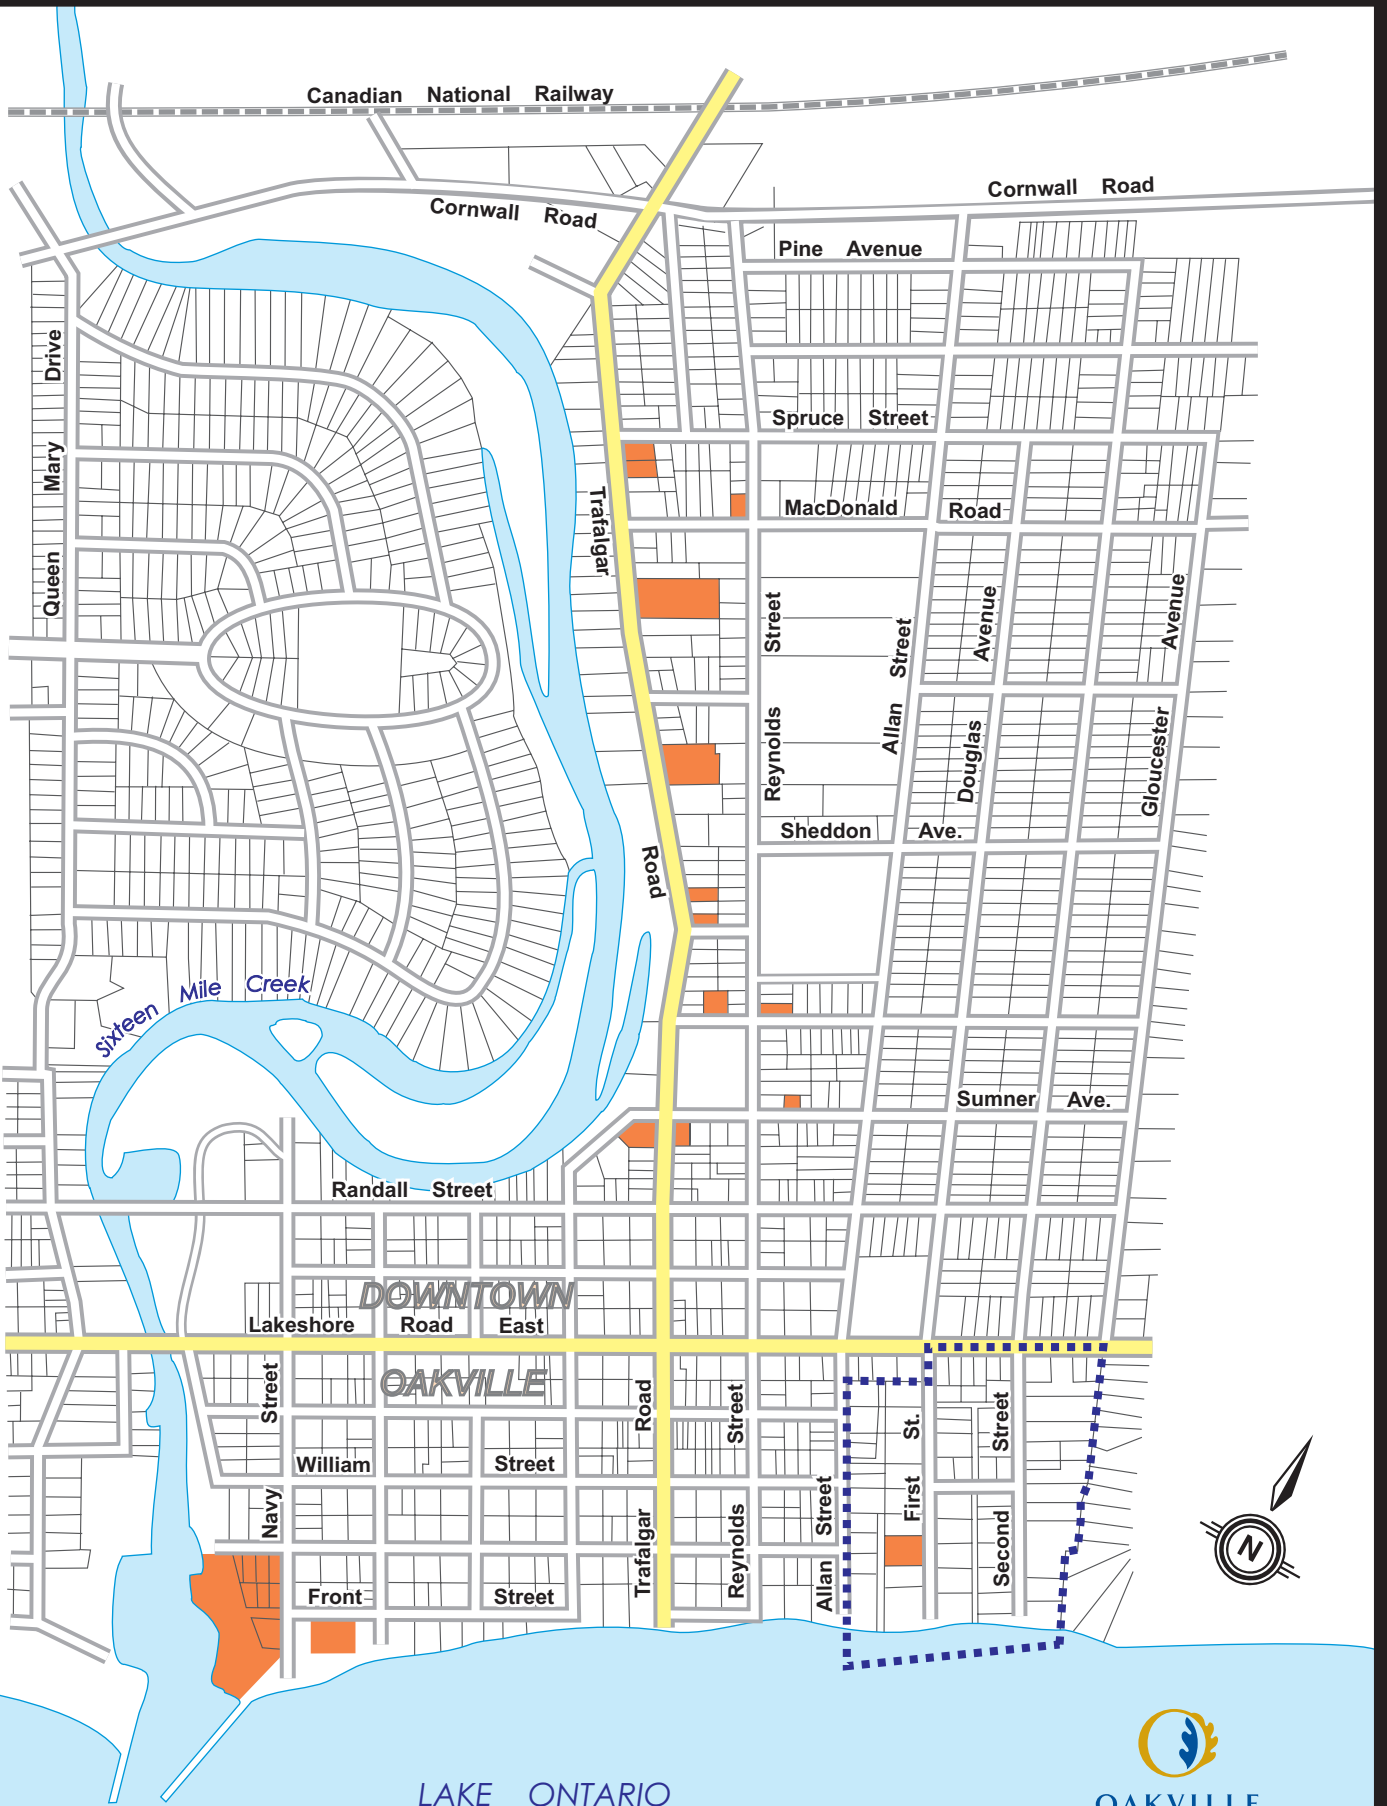 Canadian National Railway
Cornwall Road
Cornwall Road
Pine Avenue
Queen Mary Drive
Spruce Street
MacDonald Road
Trafalgar Road
Reynolds Street
Allan Street
Douglas Avenue
Gloucester Avenue
Sheddon Ave.
Sixteen Mile Creek
Sumner Ave.
Randall Street
DOWNTOWN
Lakeshore Road East
OAKVILLE
Navy Street
Trafalgar Road
Reynolds Street
Allan Street
First St.
Second Street
William Street
Front Street
N
LAKE ONTARIO
OAKVILLE